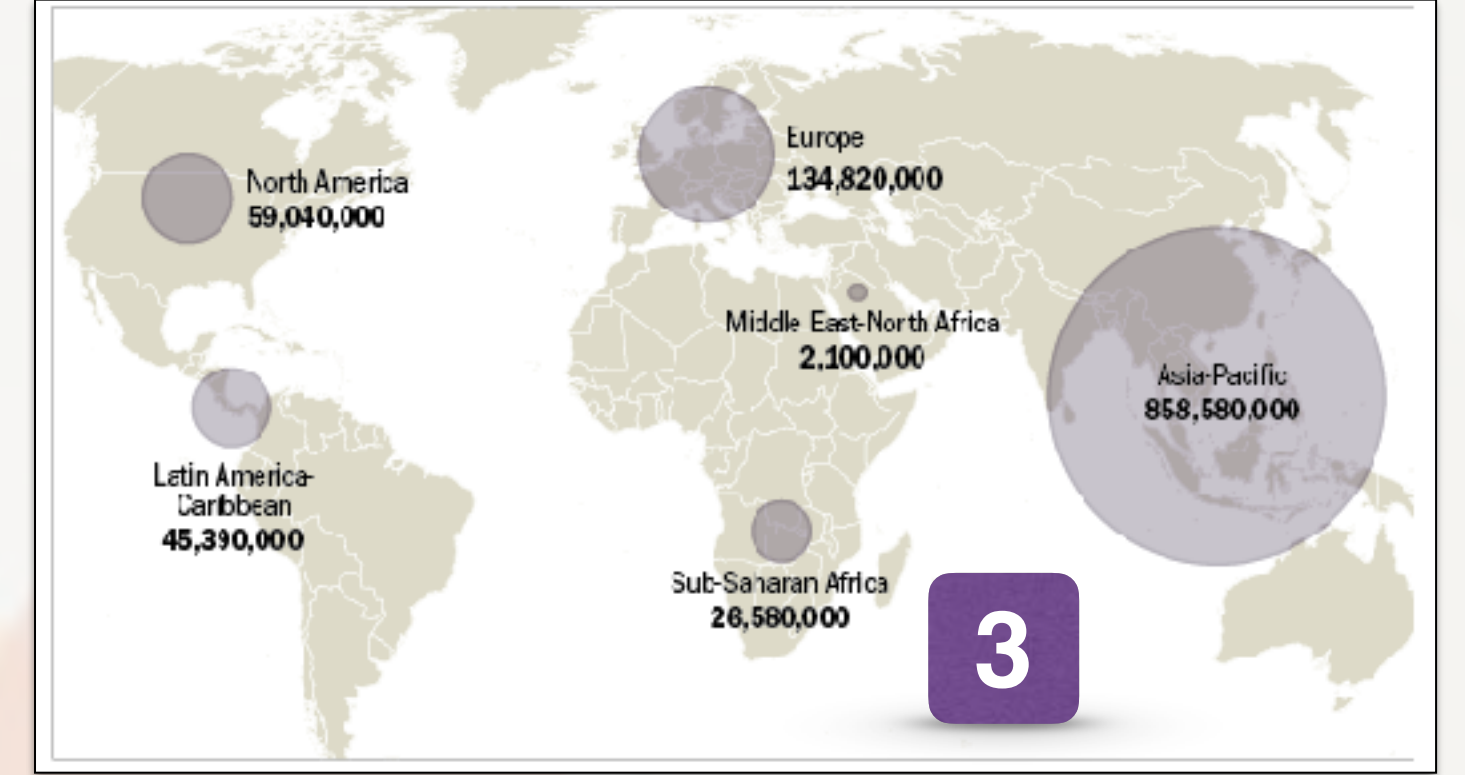 Europe
134,820,000
North America
59,040,000
Middle East-North Africa
2,100,000
Asia-Pacific
858,580,000
Latin America-
Caribbean
45,390,000
Sub-Saharan Africa
26,580,000
3